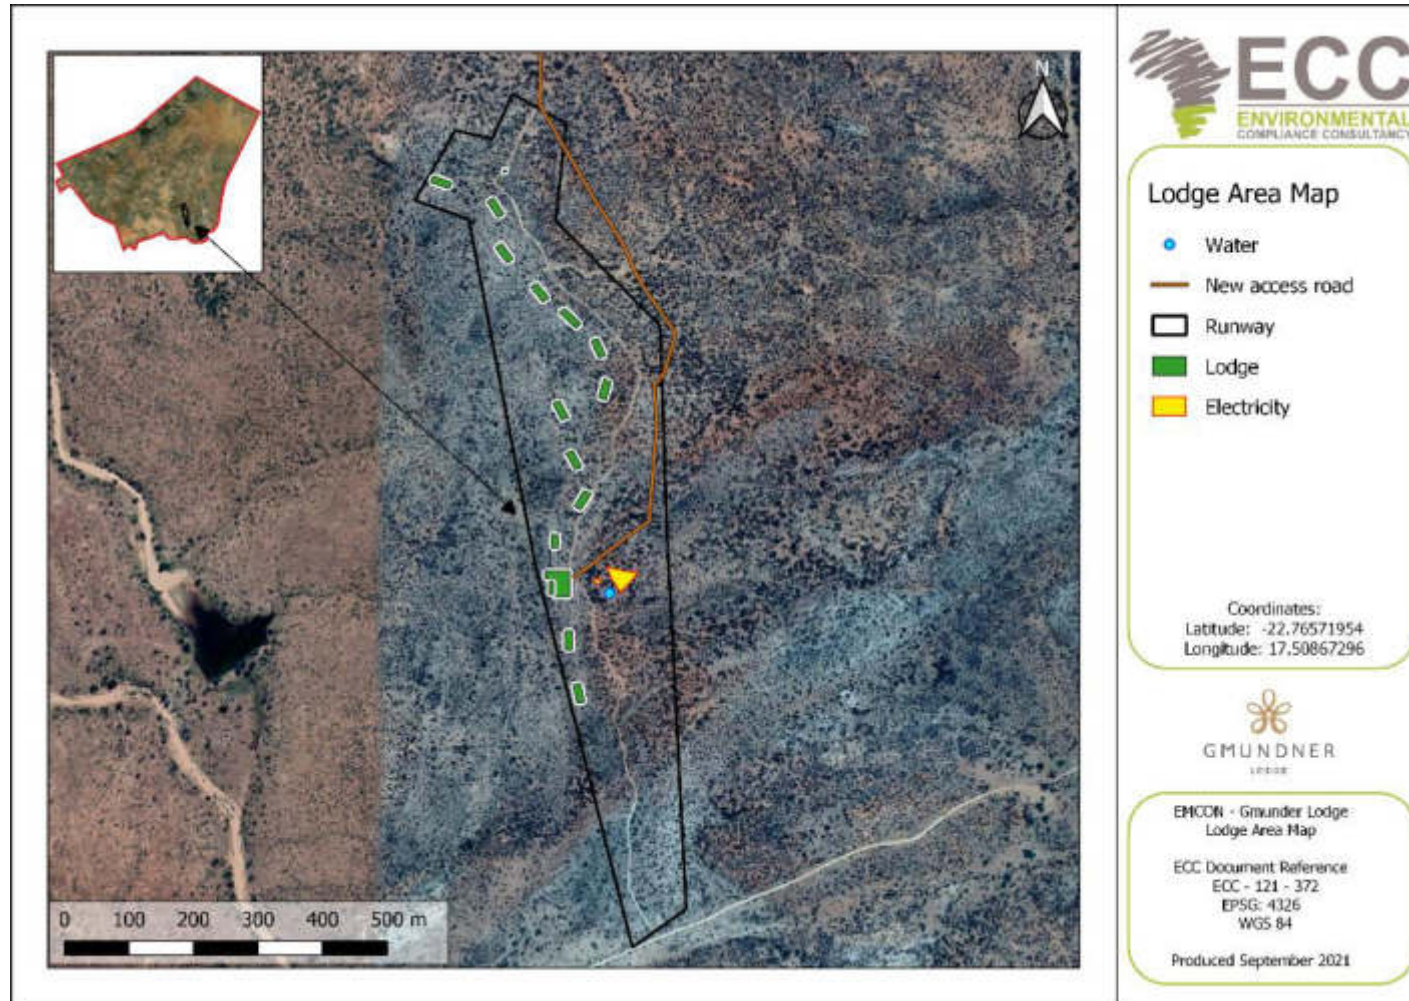 N
0 100 200 300 400 500 m
ECC
ENVIRONMENTAL
COMPLIANCE CONSULTANCY
Lodge Area Map
Water
New access road
Runway
Lodge
Electricity
Coordinates:
Latitude: -22.76571954
Longitude: 17.50867296
GMUNDNER
LODGE
EMCON - Gmunder Lodge
Lodge Area Map
ECC Document Reference
ECC - 121 - 372
EPSG: 4326
WGS 84
Produced September 2021